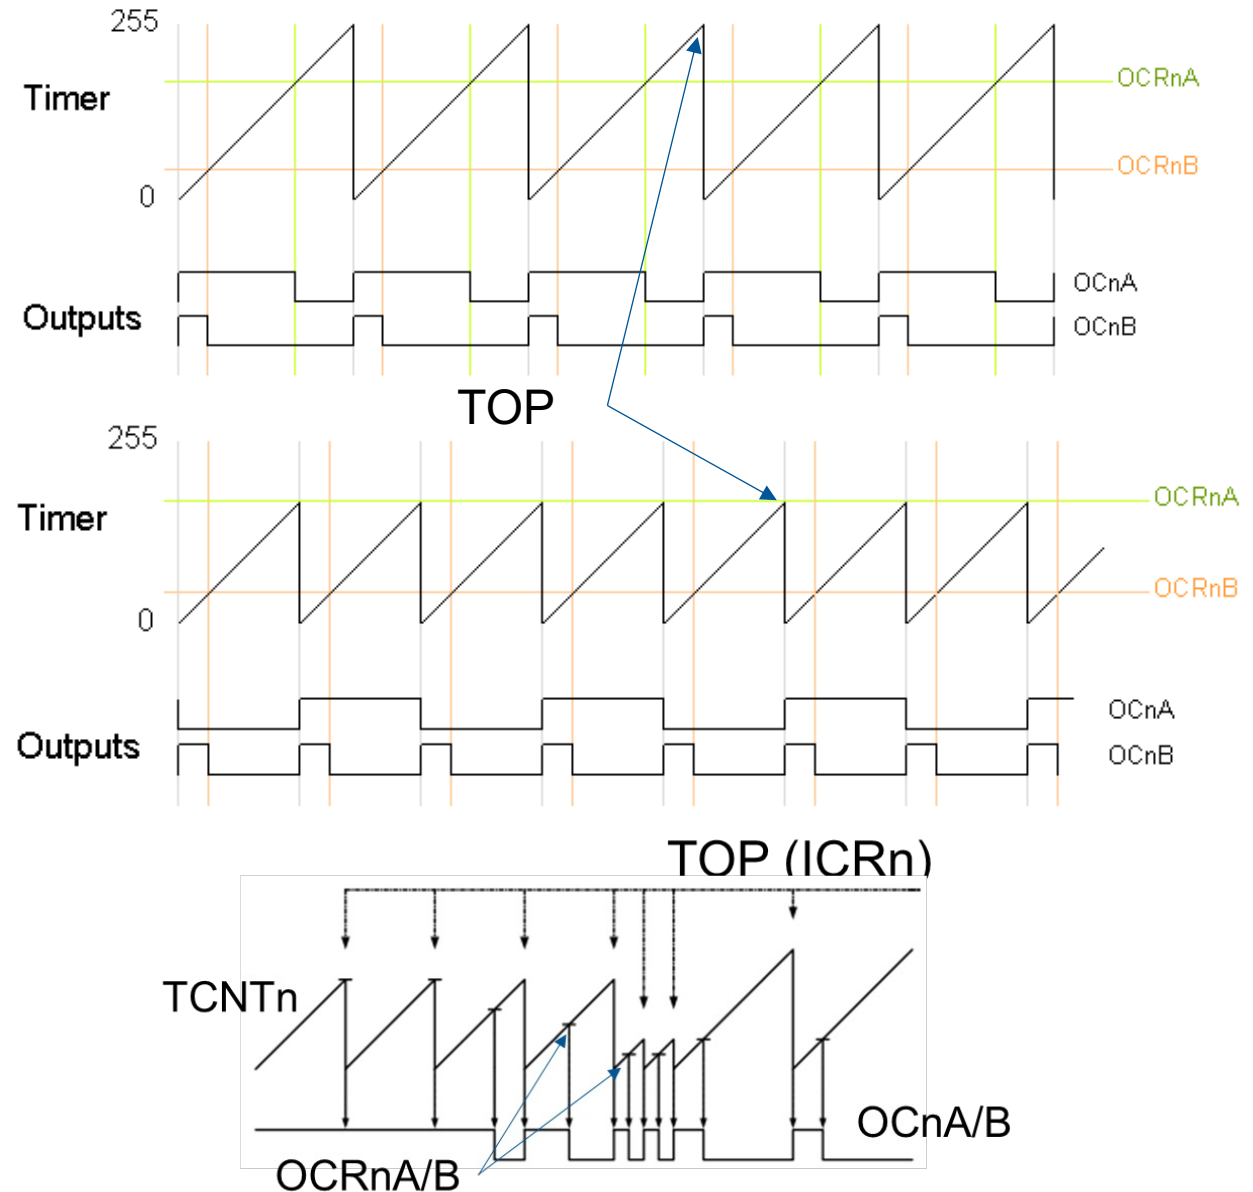 255
Timer
OCRnA
OCRnB
0
OCnA
Outputs
OCnB
TOP
255
Timer
OCRnA
OCRnB
0
OCnA
Outputs
OCnB
TOP (ICRn)
TCNTn
OCnA/B
OCRnA/B